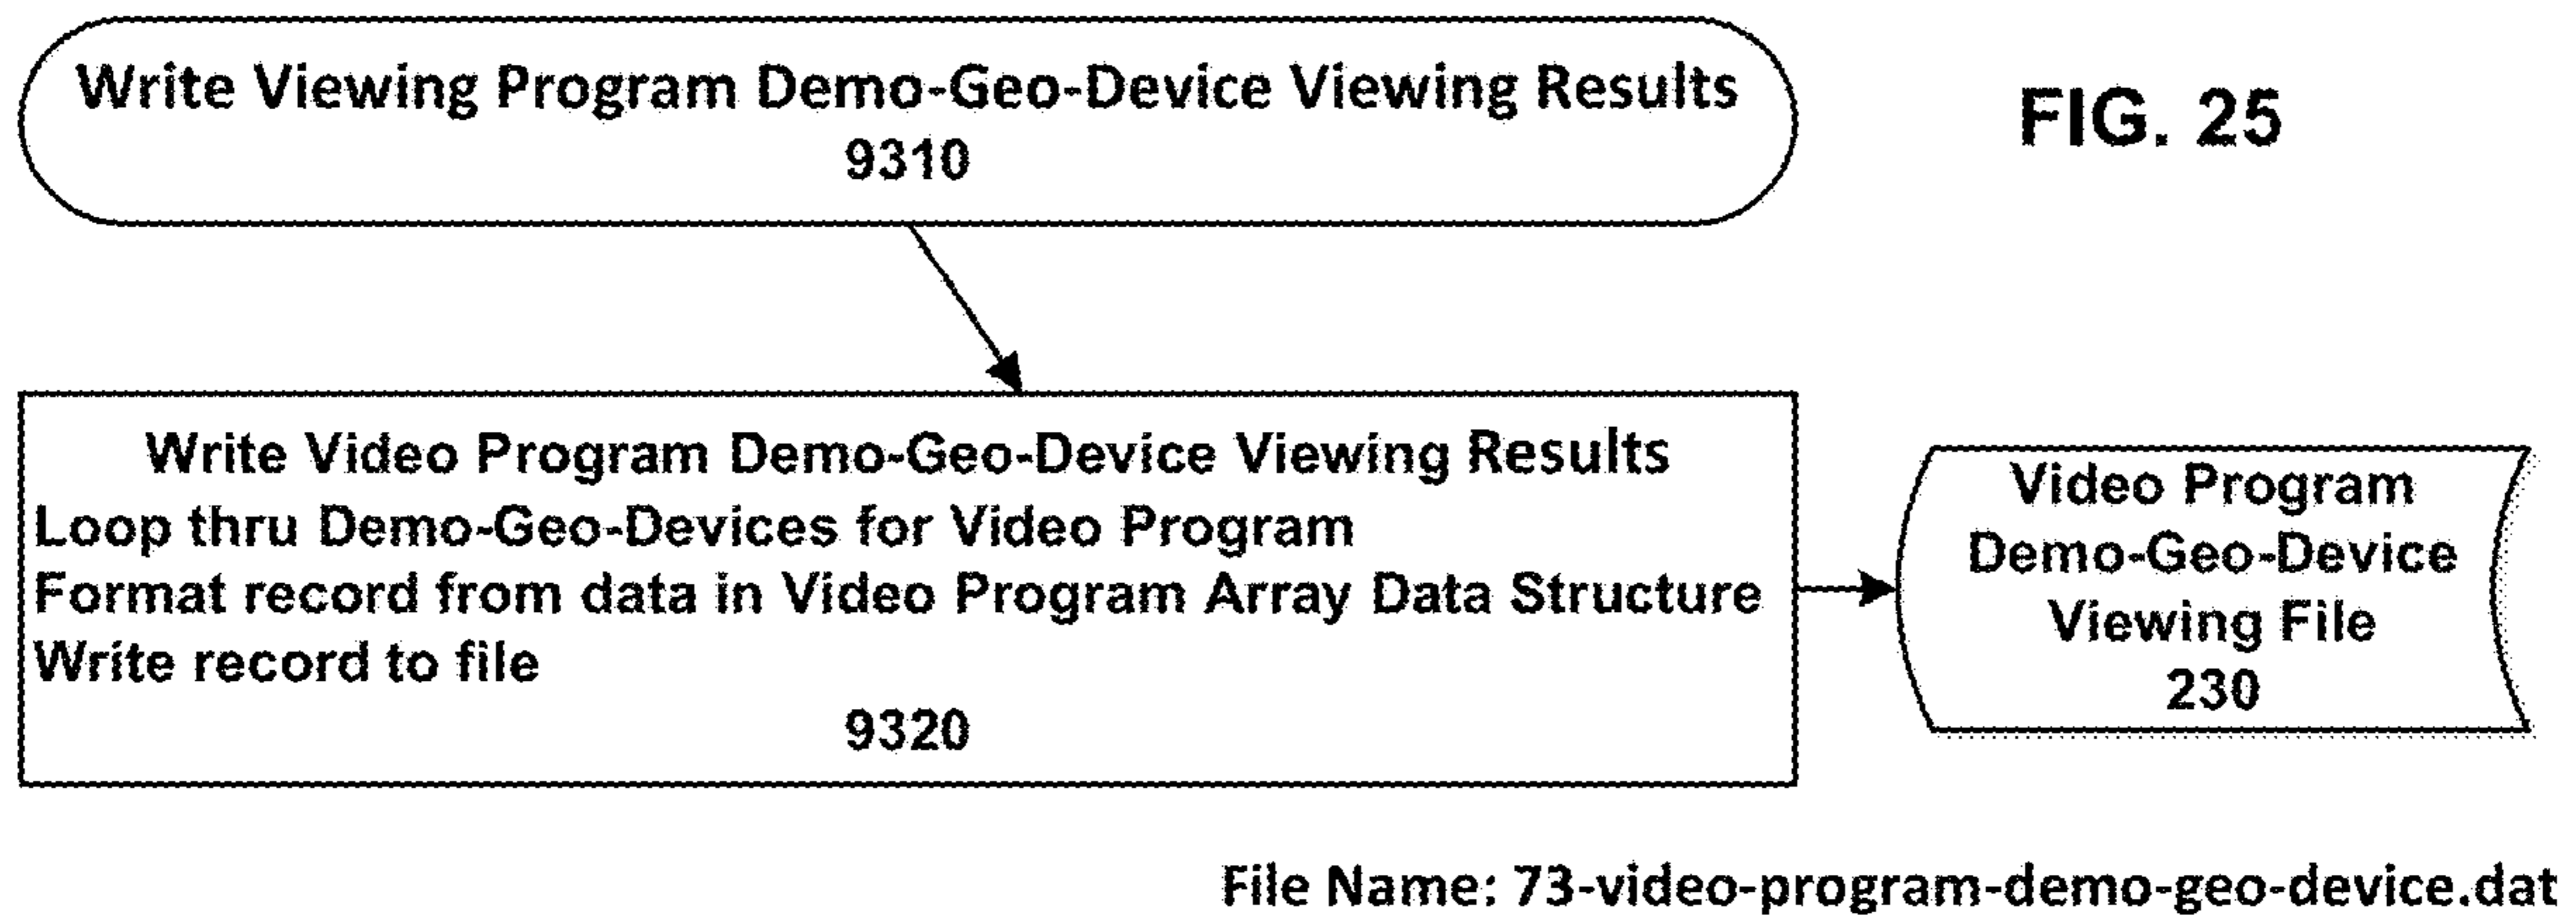 Write Viewing Program Demo-Geo-Device Viewing Results
9310
FIG. 25
Write Video Program Demo-Geo-Device Viewing Results
Loop thru Demo-Geo-Devices for Video Program
Format record from data in Video Program Array Data Structure
Write record to file
9320
Video Program
Demo-Geo-Device
Viewing File
230
File Name: 73-video-program-demo-geo-device.dat